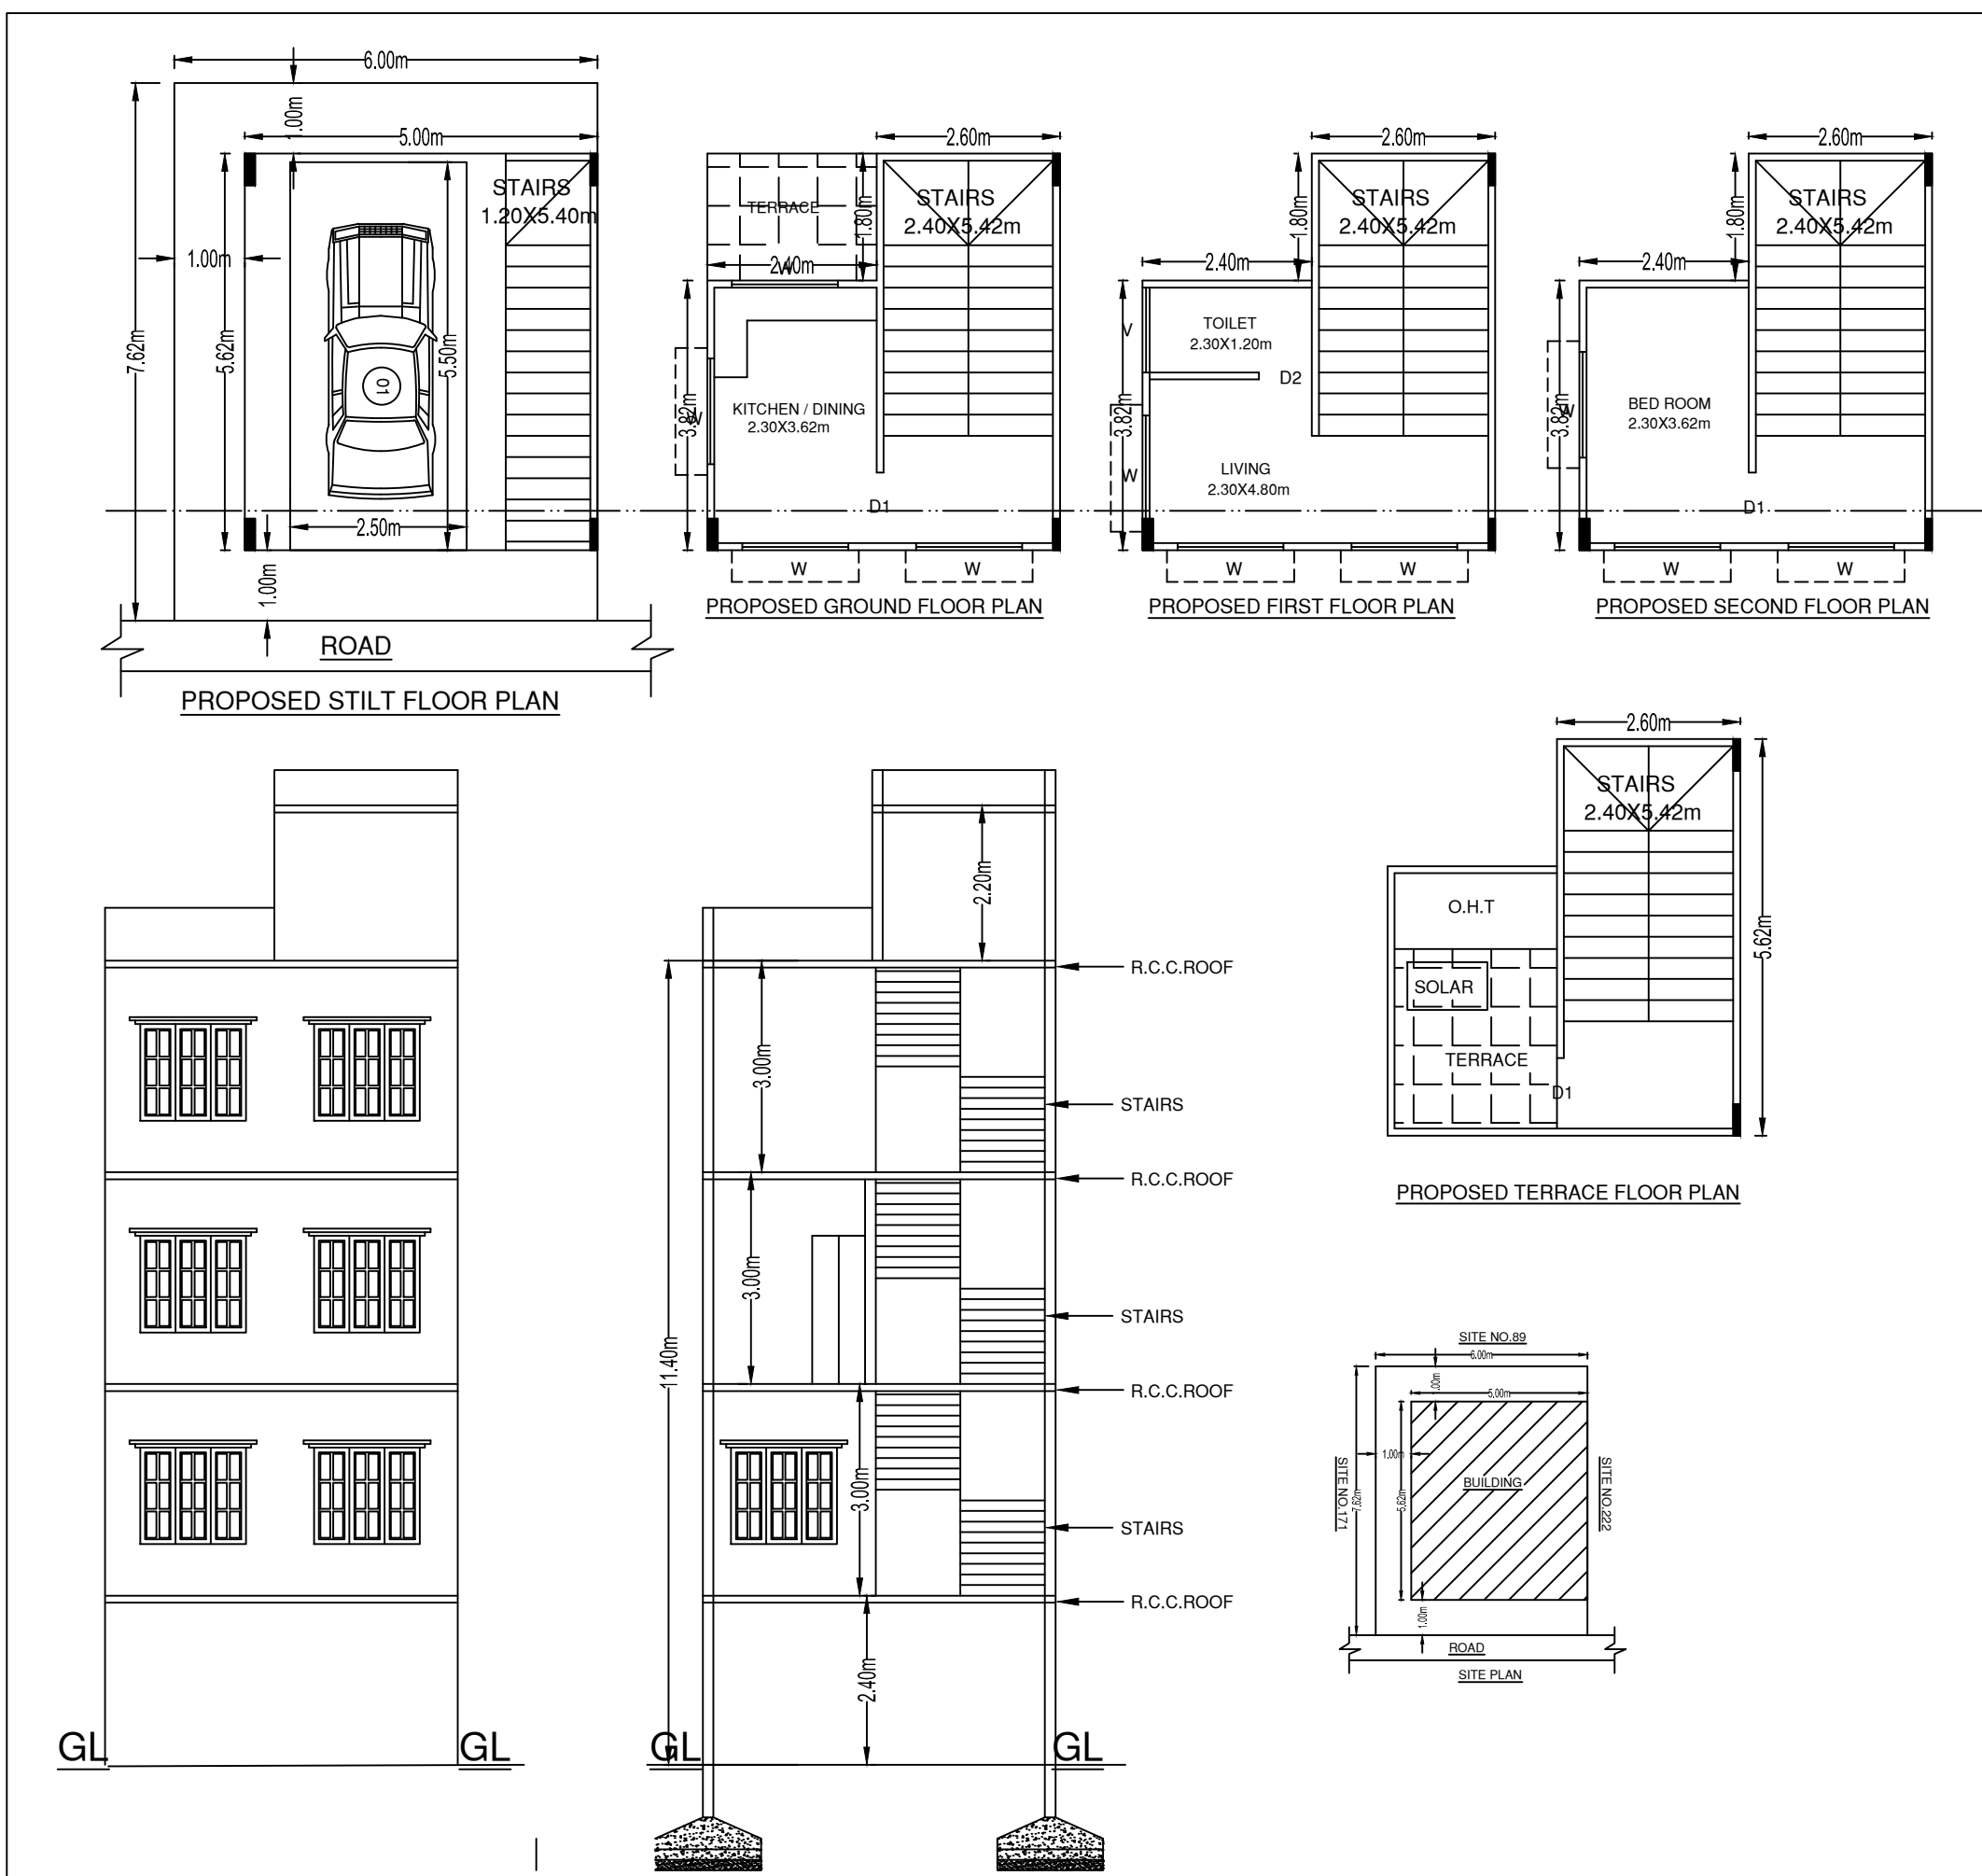 6.00m
1.00m
5.00m
STAIRS
1.20X5.40m
1.00m
7.62m
5.62m
5.50m
01
2.50m
1.00m
ROAD
PROPOSED STILT FLOOR PLAN
2.60m
TERRACE
1.80m
STAIRS
2.40X5.42m
2.40m
W
3.82m
W
KITCHEN / DINING
2.30X3.62m
D1
W
W
PROPOSED GROUND FLOOR PLAN
2.60m
1.80m
STAIRS
2.40X5.42m
2.40m
V
TOILET
2.30X1.20m
D2
3.82m
W
LIVING
2.30X4.80m
W
W
PROPOSED FIRST FLOOR PLAN
2.60m
1.80m
STAIRS
2.40X5.42m
2.40m
3.82m
W
BED ROOM
2.30X3.62m
D1
W
W
PROPOSED SECOND FLOOR PLAN
2.60m
STAIRS
2.40X5.42m
5.62m
O.H.T
SOLAR
TERRACE
D1
PROPOSED TERRACE FLOOR PLAN
GL
GL
2.20m
R.C.C.ROOF
3.00m
STAIRS
R.C.C.ROOF
3.00m
STAIRS
11.40m
R.C.C.ROOF
3.00m
STAIRS
R.C.C.ROOF
2.40m
GL
GL
SITE NO.89
6.00m
1.00m
5.00m
1.00m
SITE NO.171
7.62m
5.62m
BUILDING
SITE NO.222
1.00m
ROAD
SITE PLAN